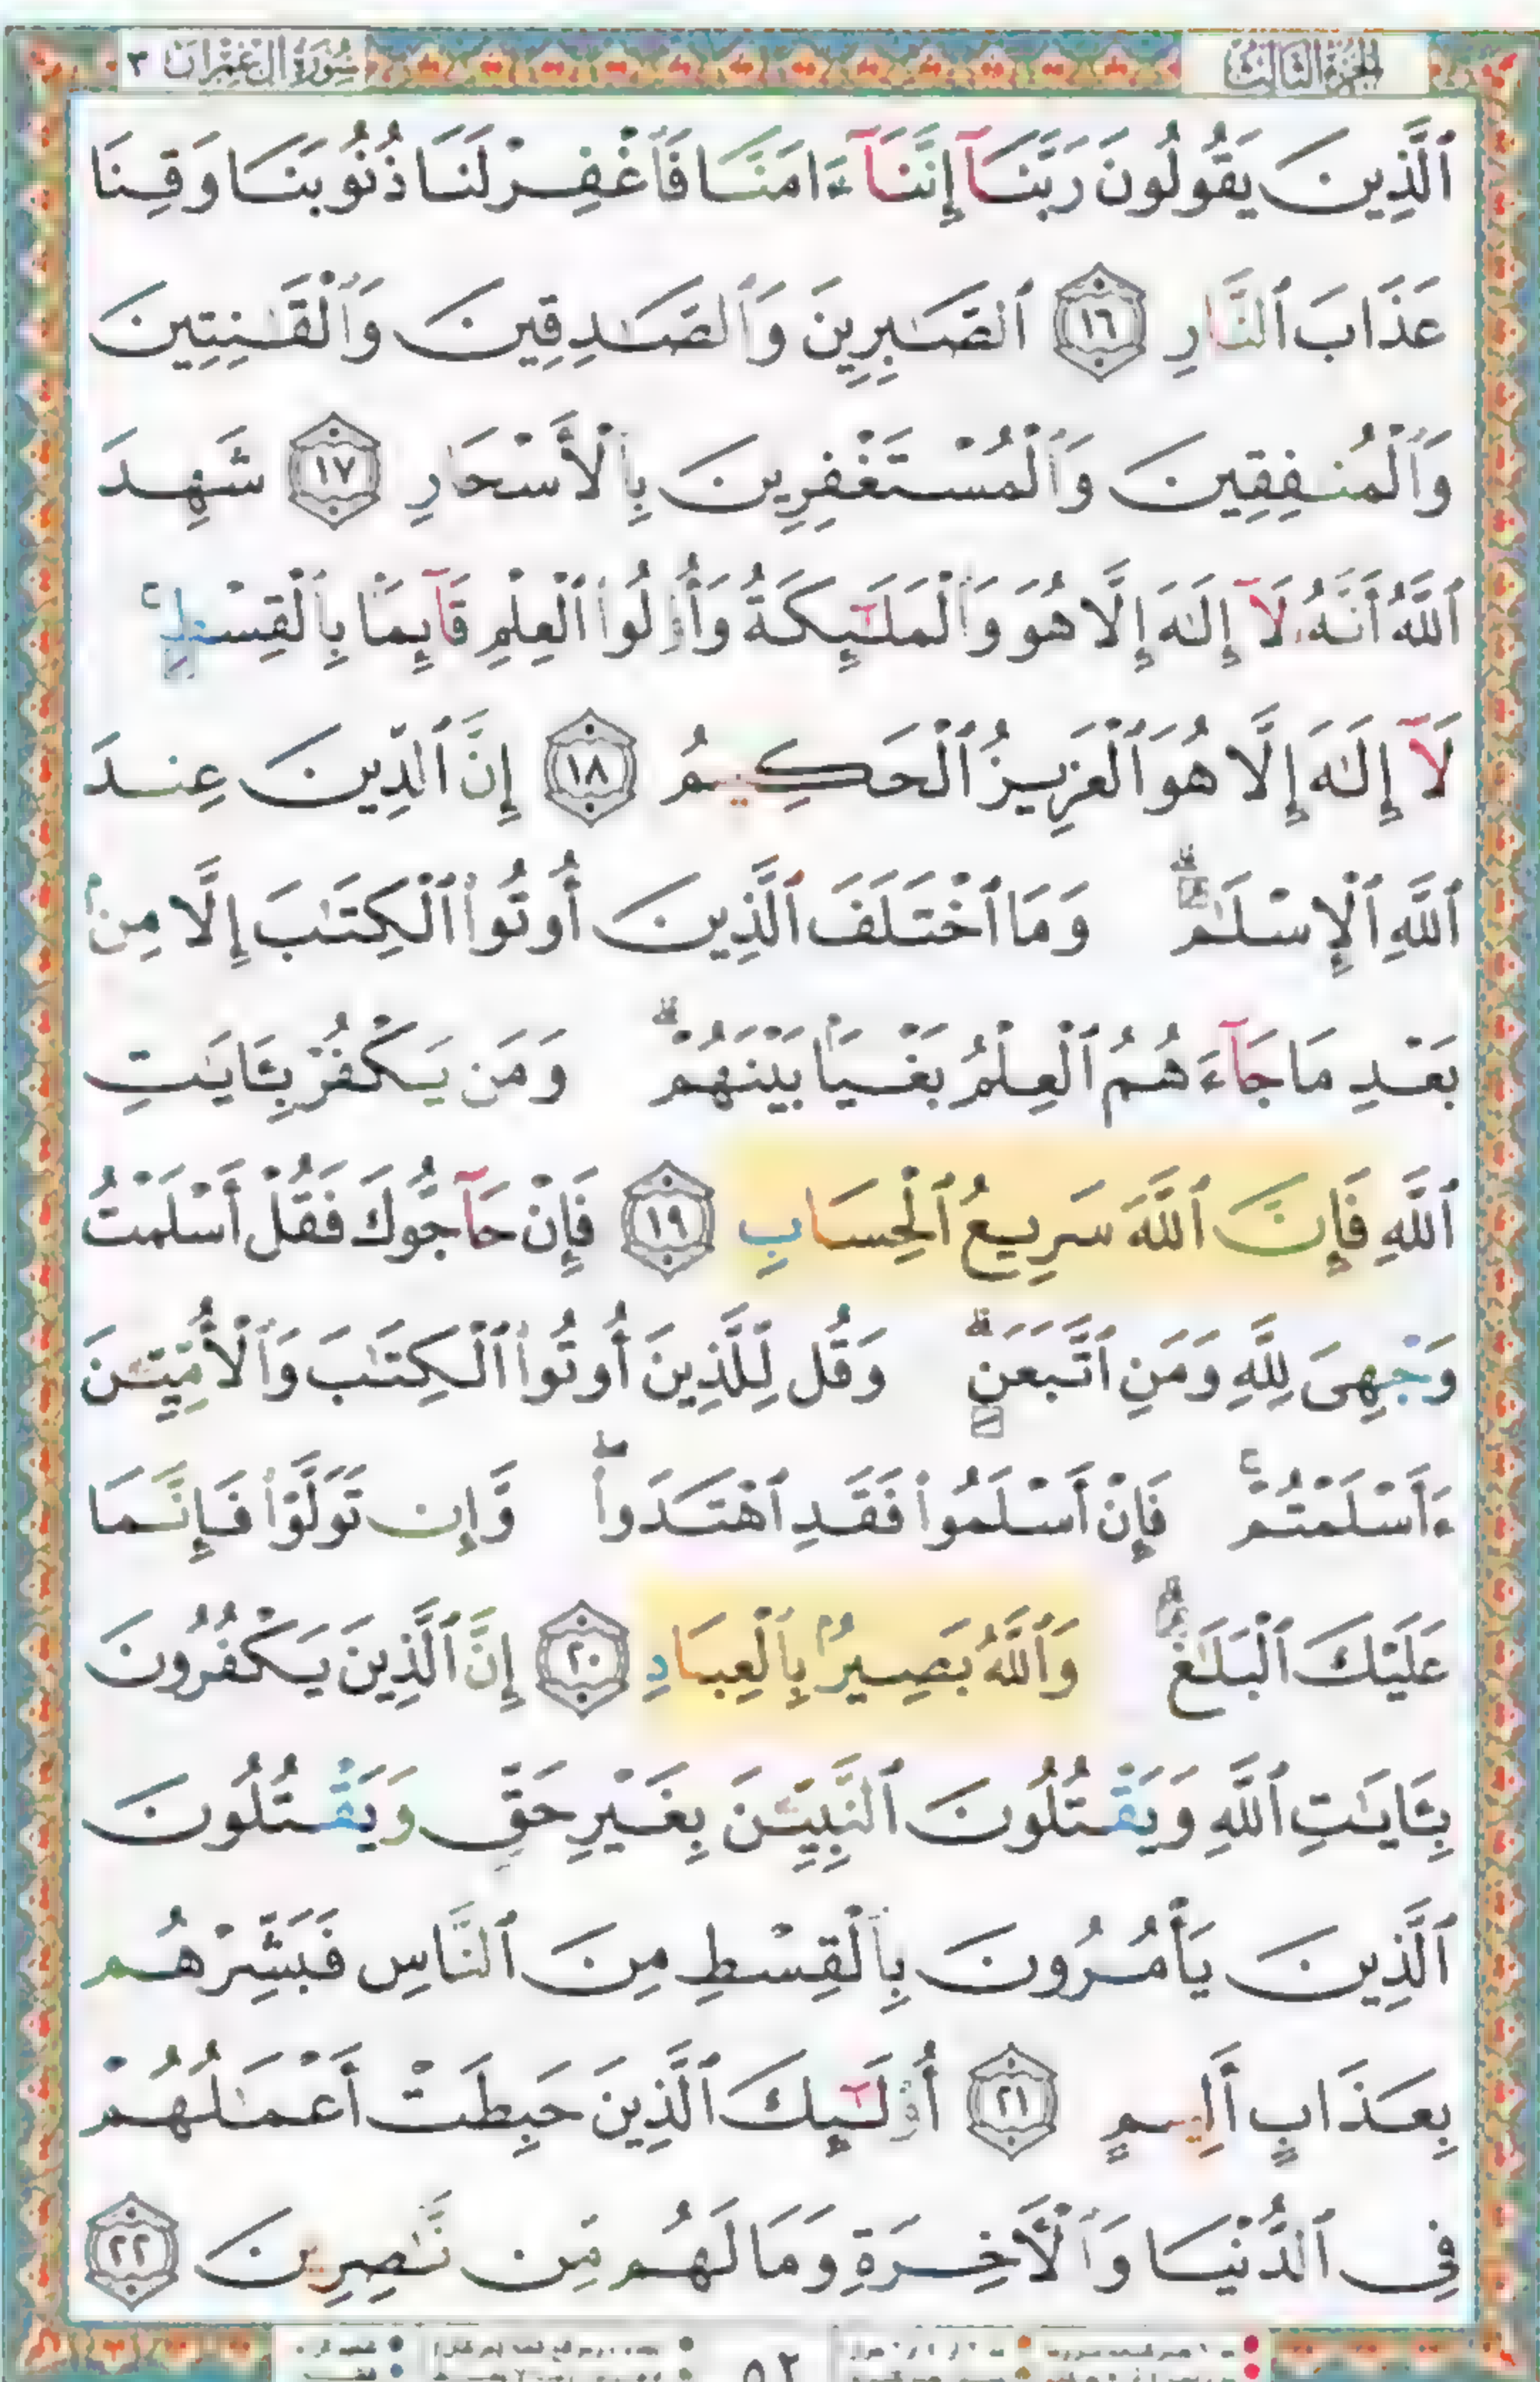 الجزء الثالث
سورة آل عمران ٣
ٱلَّذِينَ يَقُولُونَ رَبَّنَآ إِنَّنَآ ءَامَنَّا فَٱغْفِرْ لَنَا ذُنُوبَنَا وَقِنَا
عَذَابَ ٱلنَّارِ ١٦ ٱلصَّٰبِرِينَ وَٱلصَّٰدِقِينَ وَٱلْقَٰنِتِينَ
وَٱلْمُنفِقِينَ وَٱلْمُسْتَغْفِرِينَ بِٱلْأَسْحَارِ ١٧ شَهِدَ
ٱللَّهُ أَنَّهُۥ لَآ إِلَٰهَ إِلَّا هُوَ وَٱلْمَلَٰٓئِكَةُ وَأُو۟لُوا۟ ٱلْعِلْمِ قَآئِمًۢا بِٱلْقِسْطِ ۚ
لَآ إِلَٰهَ إِلَّا هُوَ ٱلْعَزِيزُ ٱلْحَكِيمُ ١٨ إِنَّ ٱلدِّينَ عِندَ
ٱللَّهِ ٱلْإِسْلَٰمُ ۗ وَمَا ٱخْتَلَفَ ٱلَّذِينَ أُوتُوا۟ ٱلْكِتَٰبَ إِلَّا مِنۢ
بَعْدِ مَا جَآءَهُمُ ٱلْعِلْمُ بَغْيًۢا بَيْنَهُمْ ۗ وَمَن يَكْفُرْ بِـَٔايَٰتِ
ٱللَّهِ فَإِنَّ ٱللَّهَ سَرِيعُ ٱلْحِسَابِ ١٩ فَإِنْ حَآجُّوكَ فَقُلْ أَسْلَمْتُ
وَجْهِىَ لِلَّهِ وَمَنِ ٱتَّبَعَنِ ۗ وَقُل لِّلَّذِينَ أُوتُوا۟ ٱلْكِتَٰبَ وَٱلْأُمِّيِّـۧنَ
ءَأَسْلَمْتُمْ ۚ فَإِنْ أَسْلَمُوا۟ فَقَدِ ٱهْتَدَوا۟ ۖ وَّإِن تَوَلَّوْا۟ فَإِنَّمَا
عَلَيْكَ ٱلْبَلَٰغُ ۗ وَٱللَّهُ بَصِيرٌۢ بِٱلْعِبَادِ ٢٠ إِنَّ ٱلَّذِينَ يَكْفُرُونَ
بِـَٔايَٰتِ ٱللَّهِ وَيَقْتُلُونَ ٱلنَّبِيِّـۧنَ بِغَيْرِ حَقٍّ وَيَقْتُلُونَ
ٱلَّذِينَ يَأْمُرُونَ بِٱلْقِسْطِ مِنَ ٱلنَّاسِ فَبَشِّرْهُم
بِعَذَابٍ أَلِيمٍ ٢١ أُو۟لَٰٓئِكَ ٱلَّذِينَ حَبِطَتْ أَعْمَٰلُهُمْ
فِى ٱلدُّنْيَا وَٱلْـَٔاخِرَةِ وَمَا لَهُم مِّن نَّٰصِرِينَ ٢٢
٥٢